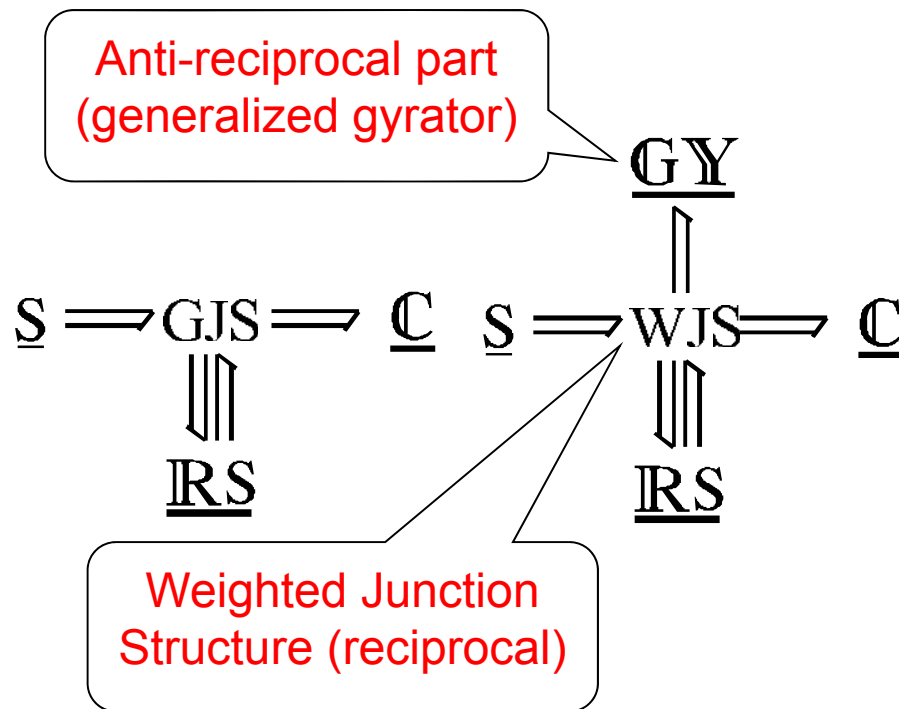 Anti-reciprocal part
(generalized gyrator)
GY
S GJS C
S WJS C
RS
RS
Weighted Junction
Structure (reciprocal)